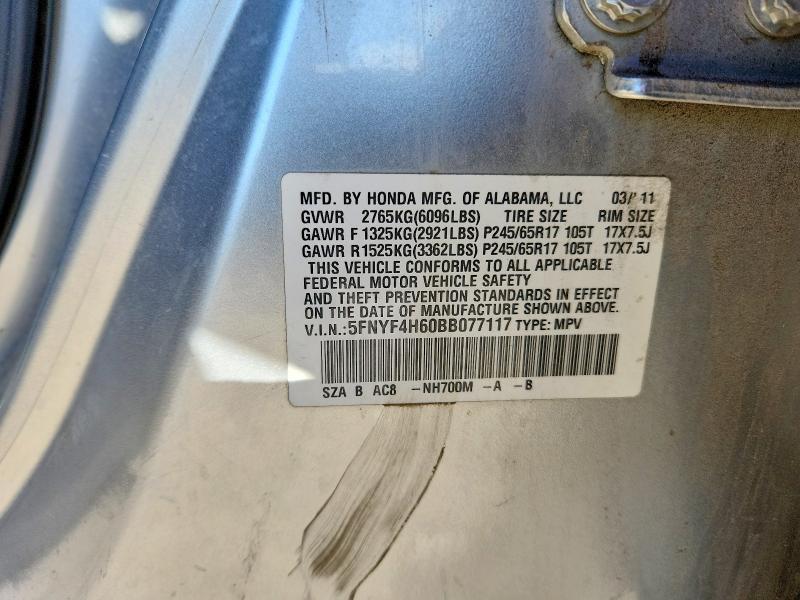 MFD. BY HONDA MFG. OF ALABAMA, LLC 03/'11
GVWR 2765KG(6096LBS) TIRE SIZE RIM SIZE
GAWR F 1325KG(2921LBS) P245/65R17 105T 17X7.5J
GAWR R1525KG(3362LBS) P245/65R17 105T 17X7.5J
THIS VEHICLE CONFORMS TO ALL APPLICABLE
FEDERAL MOTOR VEHICLE SAFETY
AND THEFT PREVENTION STANDARDS IN EFFECT
ON THE DATE OF MANUFACTURE SHOWN ABOVE.
V.I.N.:5FNYF4H60BB077117 TYPE: MPV
SZA B AC8 -NH700M -A -B